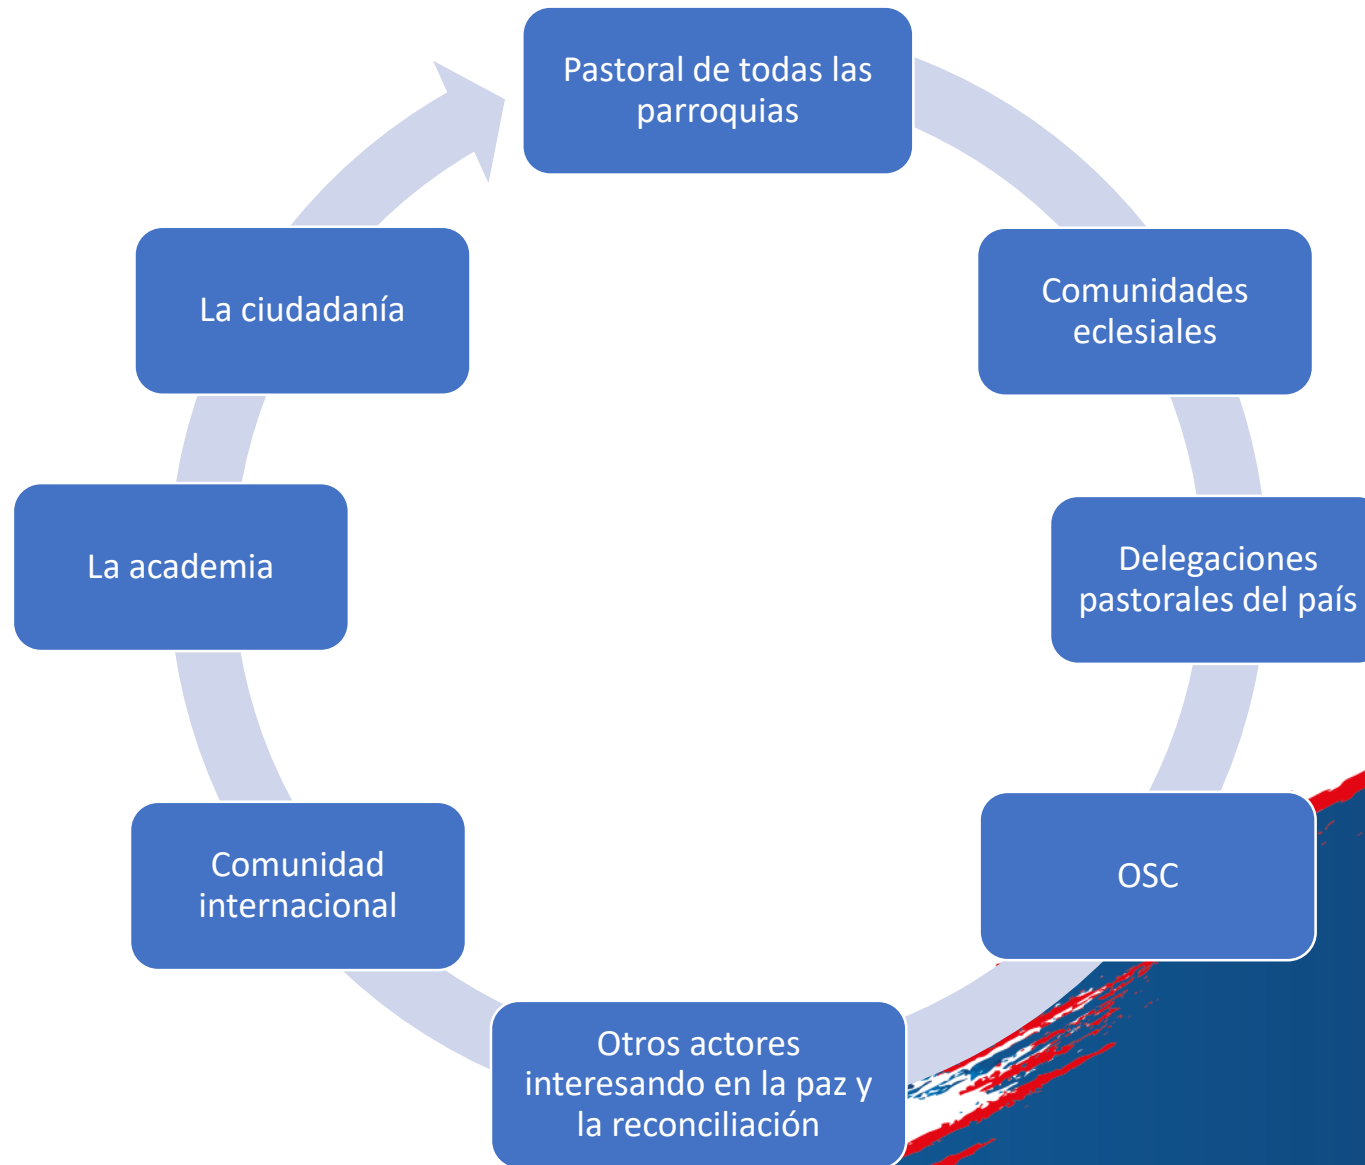 Pastoral de todas las
parroquias
Comunidades
eclesiales
Delegaciones
pastorales del país
OSC
Otros actores
interesando en la paz y
la reconciliación
Comunidad
internacional
La academia
La ciudadanía